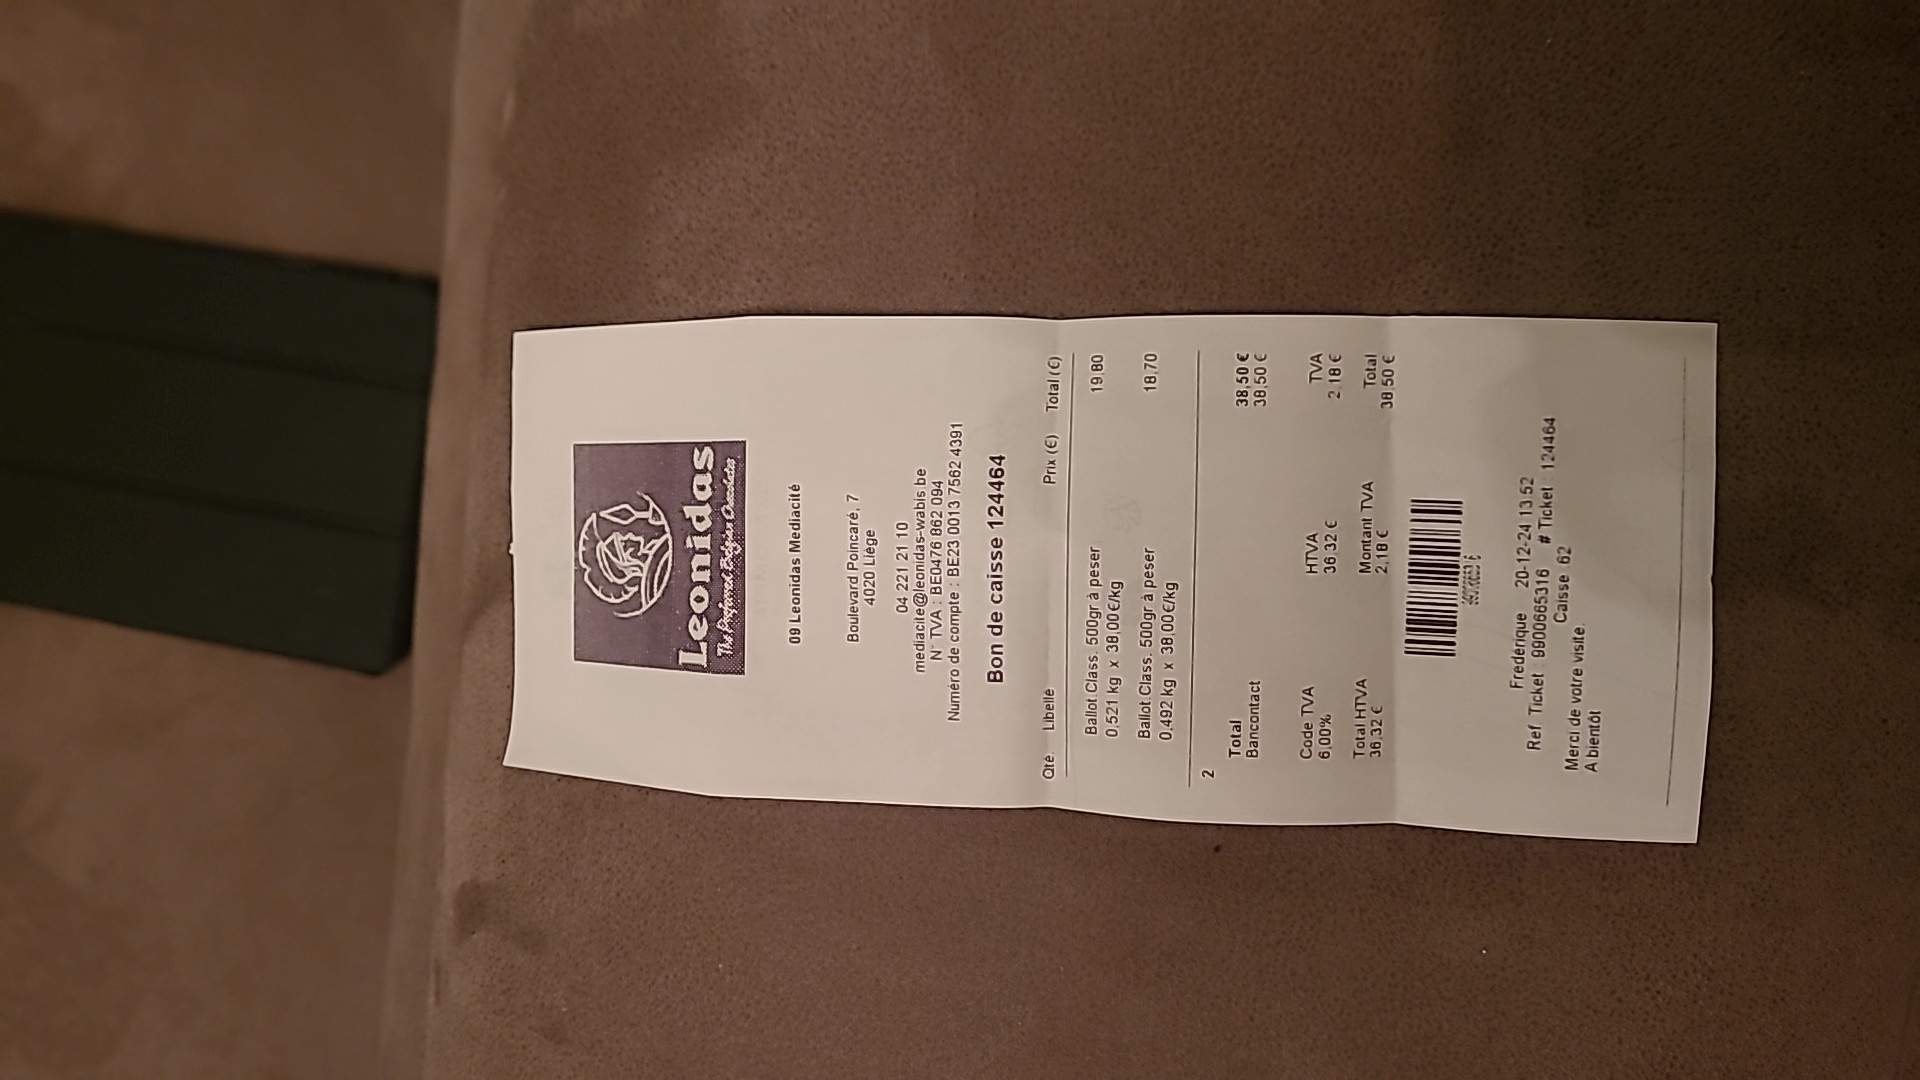 Leonidas
The Preferred Belgian Chocolates
09 Leonidas Mediacité
Boulevard Poincaré, 7
4020 Liège
04 221 21 10
mediacite@leonidas-wabis.be
N° TVA : BE0476 862 094
Numéro de compte : BE23 0013 7562 4391
Bon de caisse 124464
Qté. Libellé Prix (€) Total (€)
Ballot.Class. 500gr à peser 19,80
0,521 kg x 38,00 €/kg
Ballot.Class. 500gr à peser 18,70
0,492 kg x 38,00 €/kg
2
Total 38,50 €
Bancontact 38,50 €
Code TVA HTVA TVA
6,00% 36,32 € 2,18 €
Total HTVA Montant TVA Total
36,32 € 2,18 € 38,50 €
Frédérique 20-12-24 13:52
Ref Ticket : 9900665316 # Ticket : 124464
Caisse 62
Merci de votre visite.
A bientôt